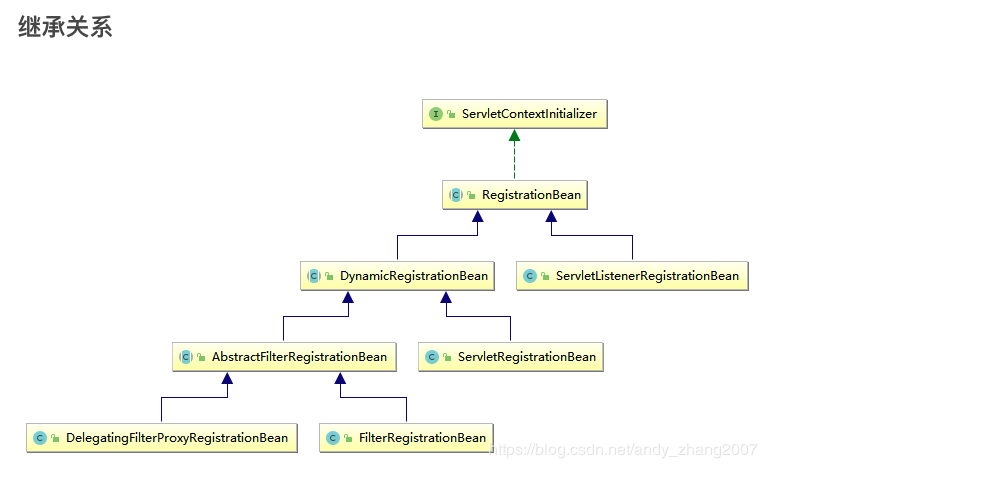 继承关系
I ServletContextInitializer
C RegistrationBean
C DynamicRegistrationBean
C ServletListenerRegistrationBean
C AbstractFilterRegistrationBean
C ServletRegistrationBean
C DelegatingFilterProxyRegistrationBean
C FilterRegistrationBean
https://blog.csdn.net/andy_zhang2007